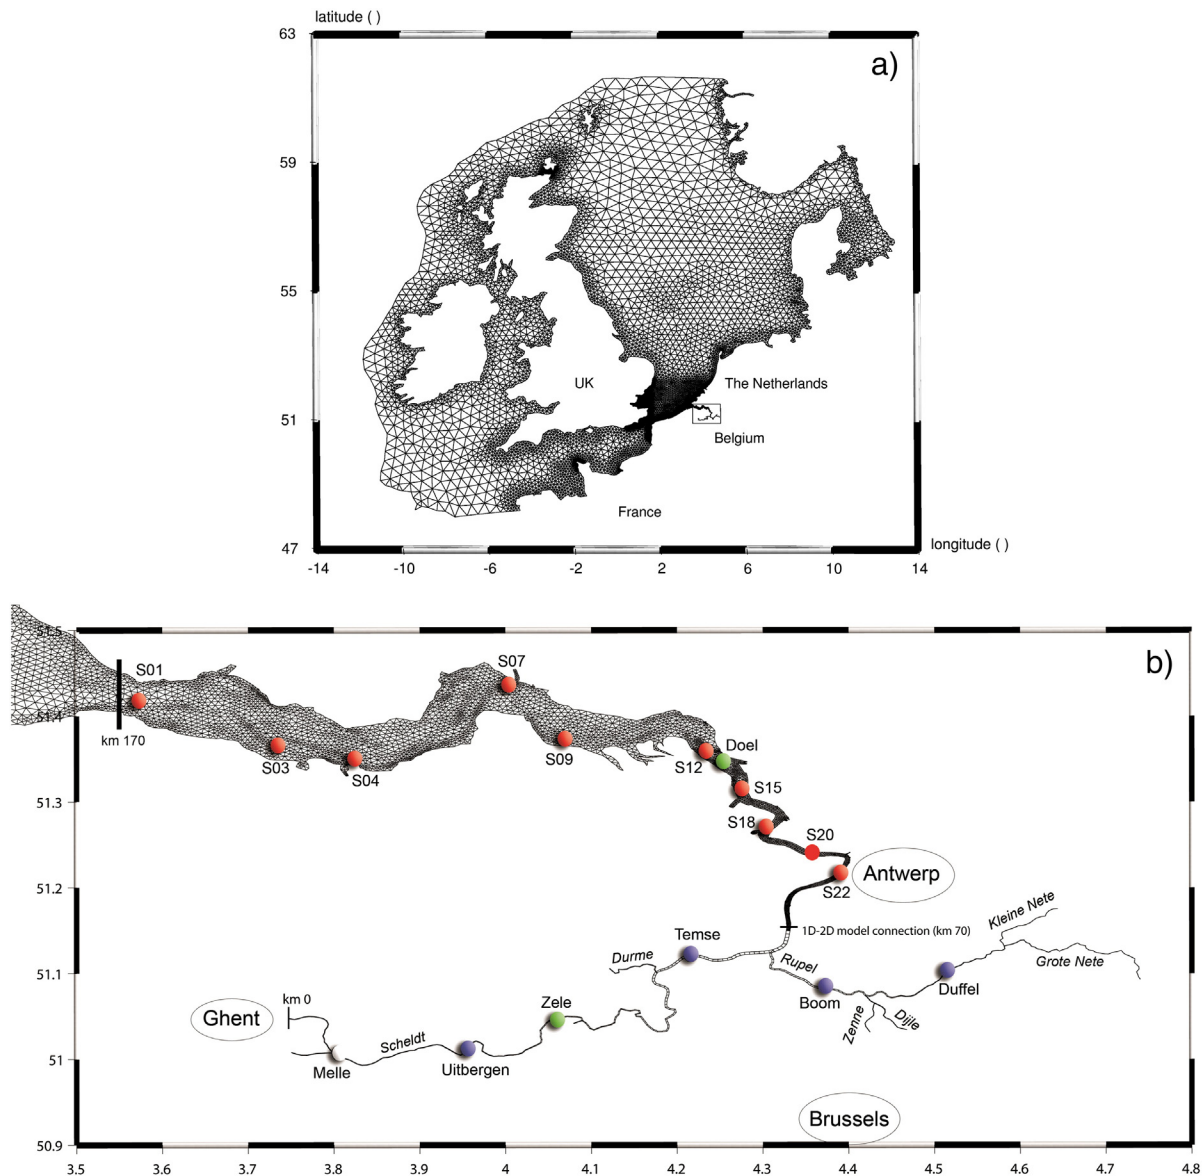 latitude ( )
63
a)
59
55
UK
The Netherlands
51
Belgium
France
47
longitude ( )
-14 -10 -6 -2 2 6 10 14
51.5
b)
S01
S07
51.4
km 170
S03
S04
S09
S12
Doel
S15
51.3
S18
S20
Antwerp
S22
51.2
1D-2D model connection (km 70)
Kleine Nete
Temse
Durme
Rupel
Grote Nete
51.1
Boom
Duffel
Zenne
Dijle
km 0
Ghent
Zele
Scheldt
51
Melle
Uitbergen
Brussels
50.9
3.5 3.6 3.7 3.8 3.9 4 4.1 4.2 4.3 4.4 4.5 4.6 4.7 4.8